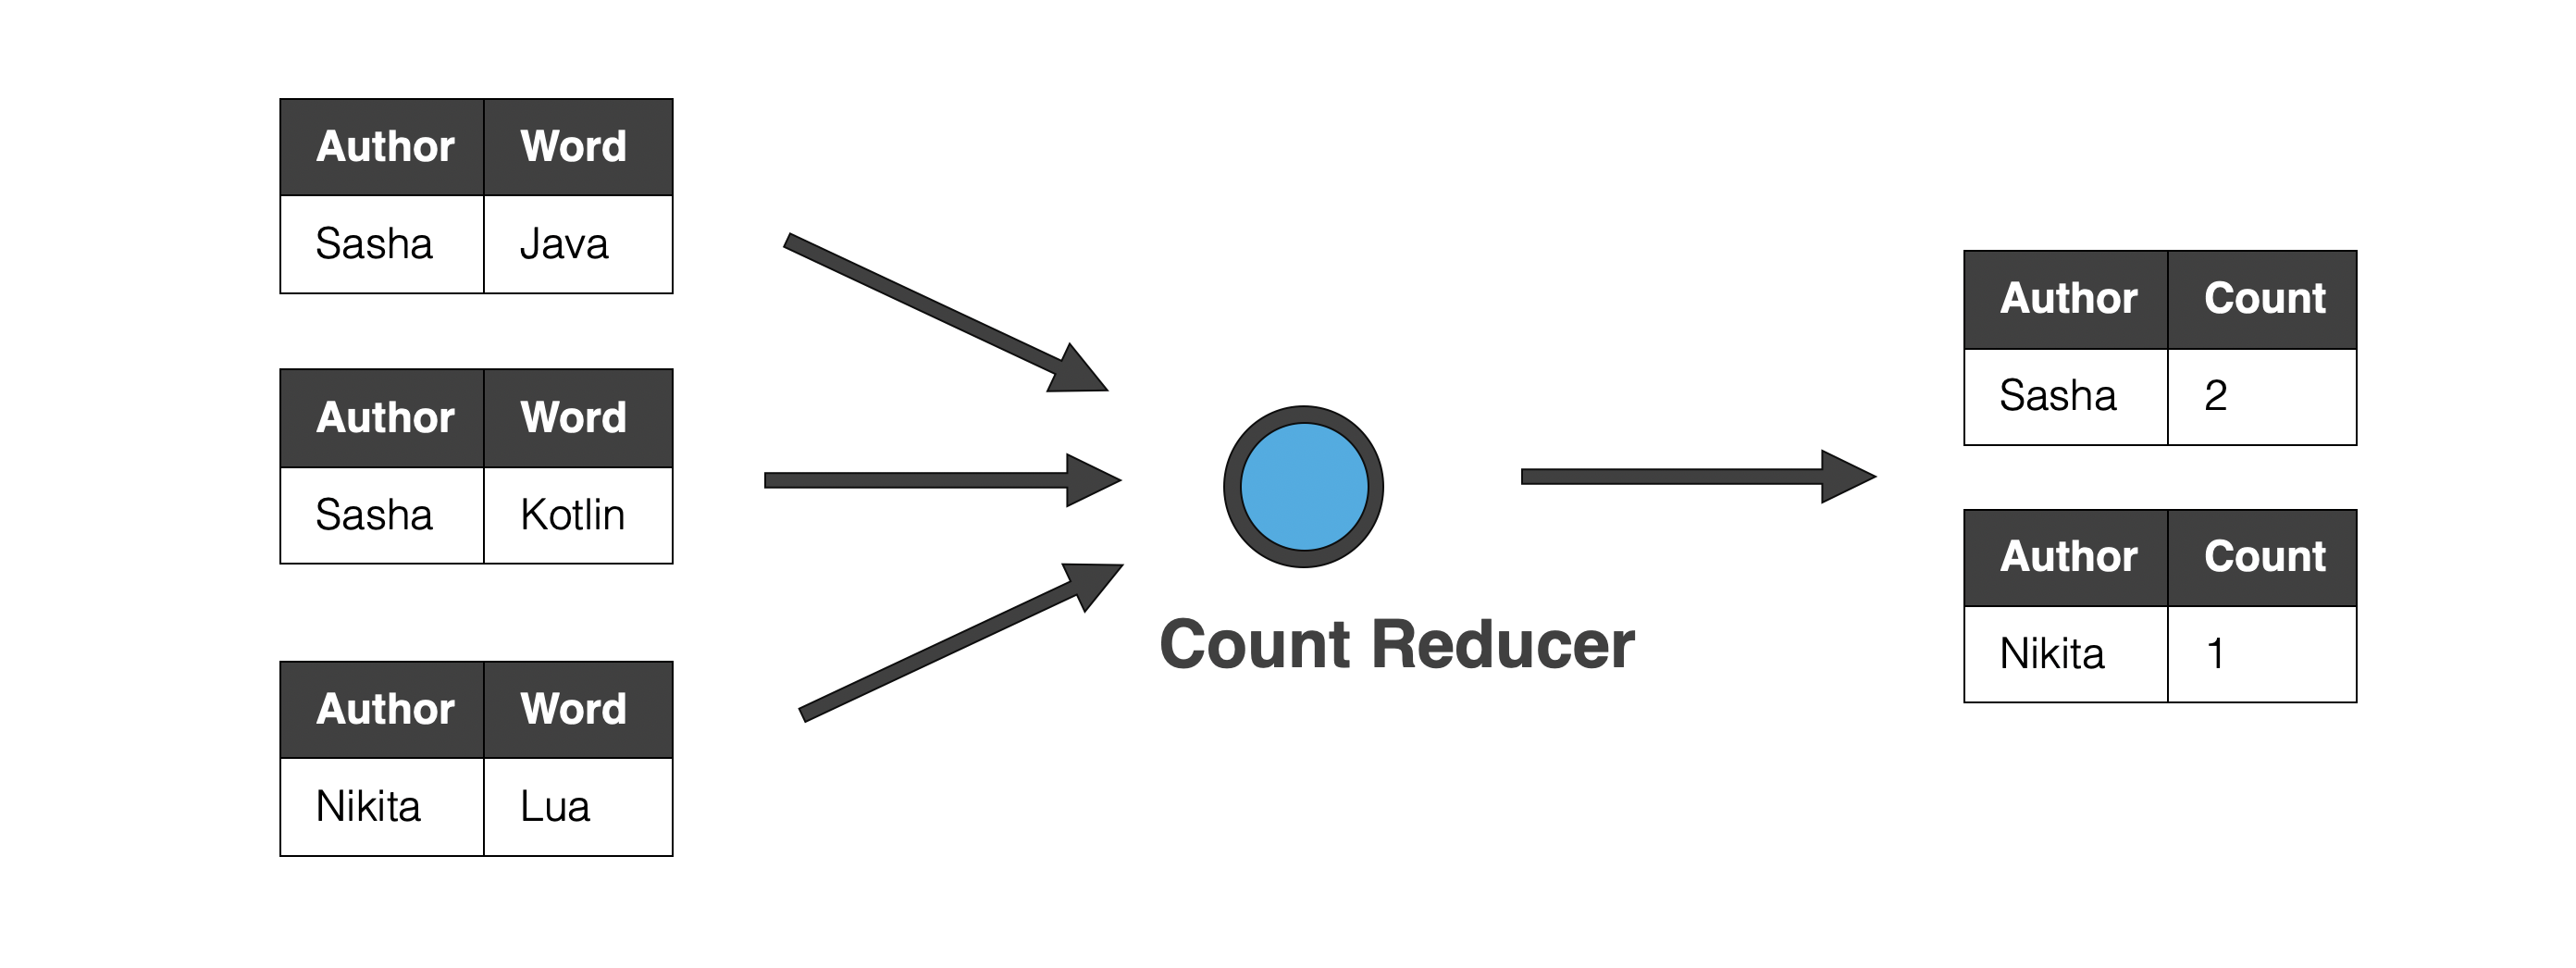 Author Word
Sasha Java
Author Word
Sasha Kotlin
Author Word
Nikita Lua
Count Reducer
Author Count
Sasha 2
Author Count
Nikita 1